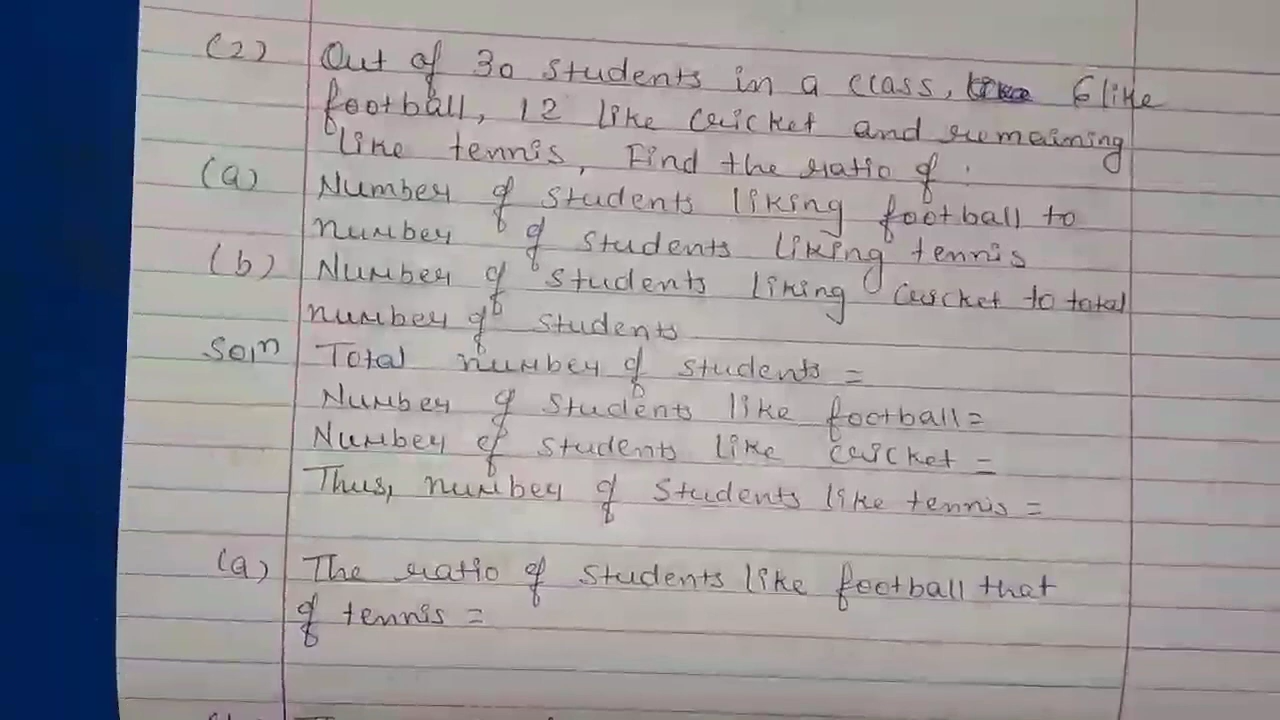 (2) Out of 30 students in a class, 6 like
football, 12 like cricket and remaining
like tennis, Find the ratio of :
(a) Number of students liking football to
number of students liking tennis
(b) Number of students liking cricket to total
number of students
Soln Total number of students =
Number of students like football =
Number of students like cricket =
Thus, number of students like tennis =
(a) The ratio of students like football that
of tennis =